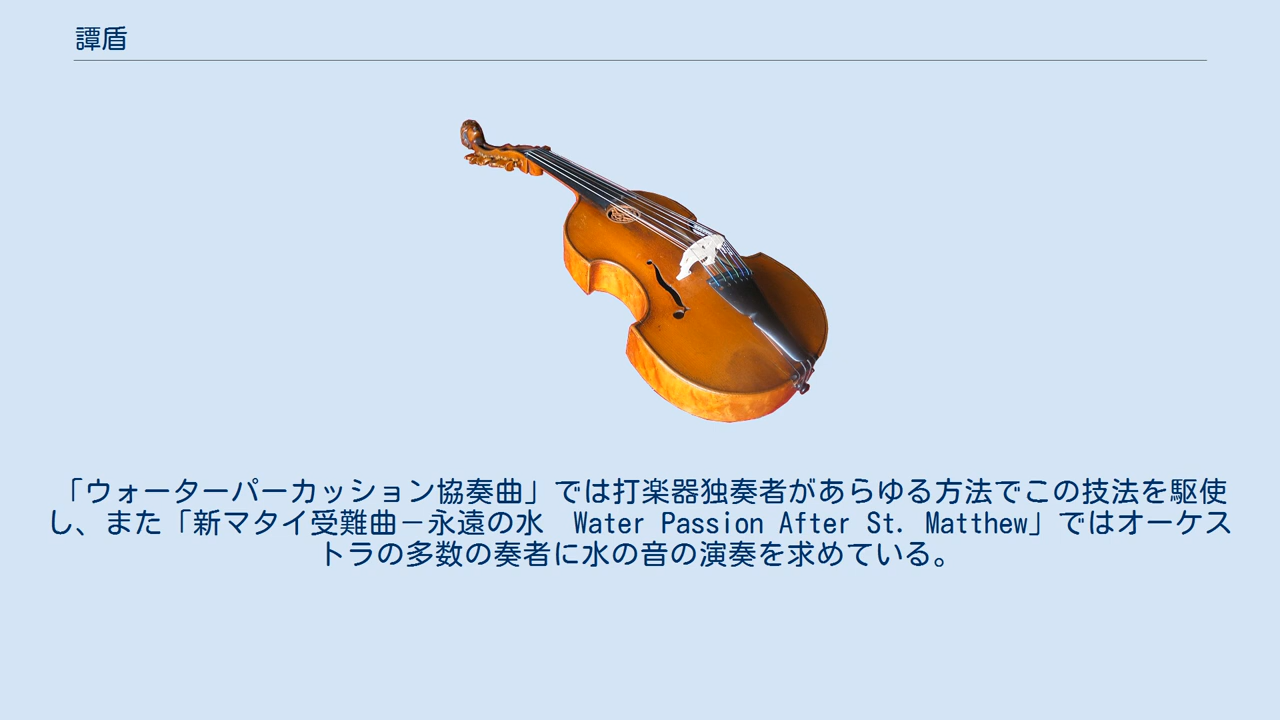 譚盾
「ウォーターパーカッション協奏曲」では打楽器独奏者があらゆる方法でこの技法を駆使
し、また「新マタイ受難曲－永遠の水　Water Passion After St. Matthew」ではオーケス
トラの多数の奏者に水の音の演奏を求めている。